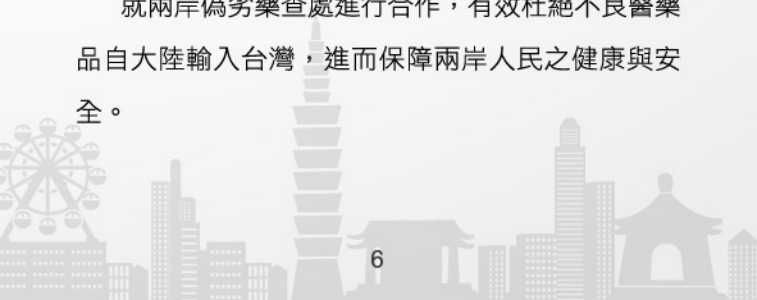 就兩岸偽劣藥查處進行合作，有效杜絕不良醫藥
品自大陸輸入台灣，進而保障兩岸人民之健康與安
全。
6